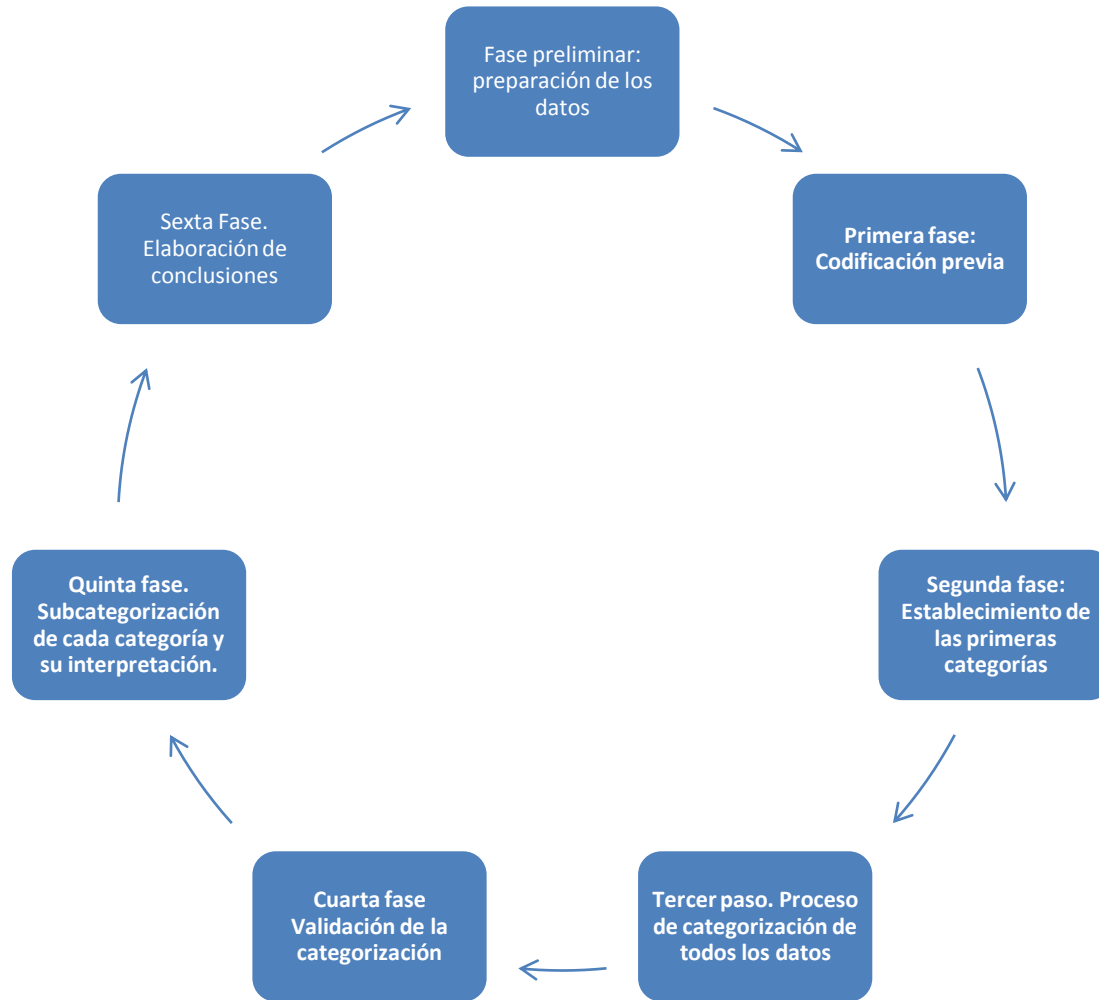 Fase preliminar:
preparación de los
datos
Primera fase:
Codificación previa
Segunda fase:
Establecimiento de
las primeras
categorías
Tercer paso. Proceso
de categorización de
todos los datos
Cuarta fase
Validación de la
categorización
Quinta fase.
Subcategorización
de cada categoría y
su interpretación.
Sexta Fase.
Elaboración de
conclusiones